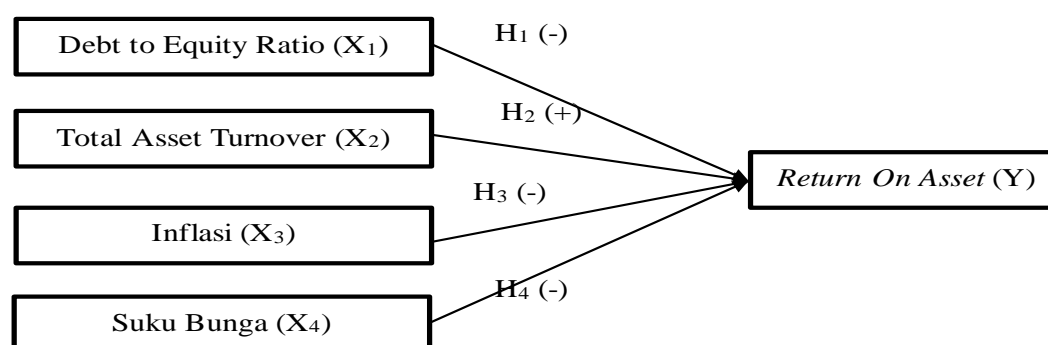 Debt to Equity Ratio (X₁)
H₁ (-)
Total Asset Turnover (X₂)
H₂ (+)
Return On Asset (Y)
H₃ (-)
Inflasi (X₃)
H₄ (-)
Suku Bunga (X₄)